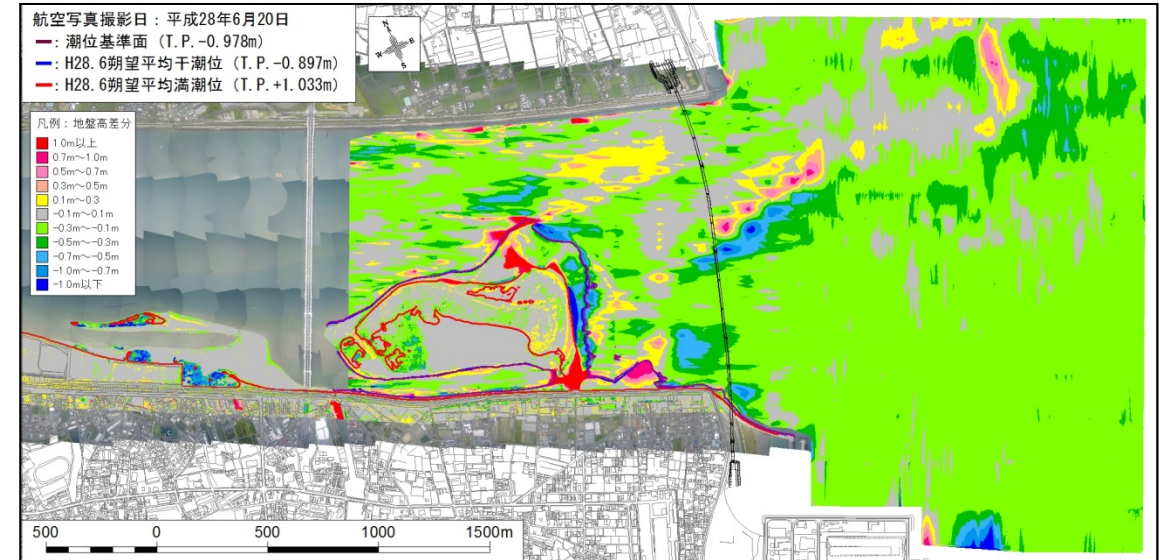 航空写真撮影日：平成28年6月20日
━：潮位基準面（T.P.-0.978m）
━：H28.6朔望平均干潮位（T.P.-0.897m）
━：H28.6朔望平均満潮位（T.P.+1.033m）
N
W
E
S
凡例：地盤高差分
1.0m以上
0.7m～1.0m
0.5m～0.7m
0.3m～0.5m
0.1m～0.3
-0.1m～0.1m
-0.3m～-0.1m
-0.5m～-0.3m
-0.7m～-0.5m
-1.0m～-0.7m
-1.0m以下
500 0 500 1000 1500m